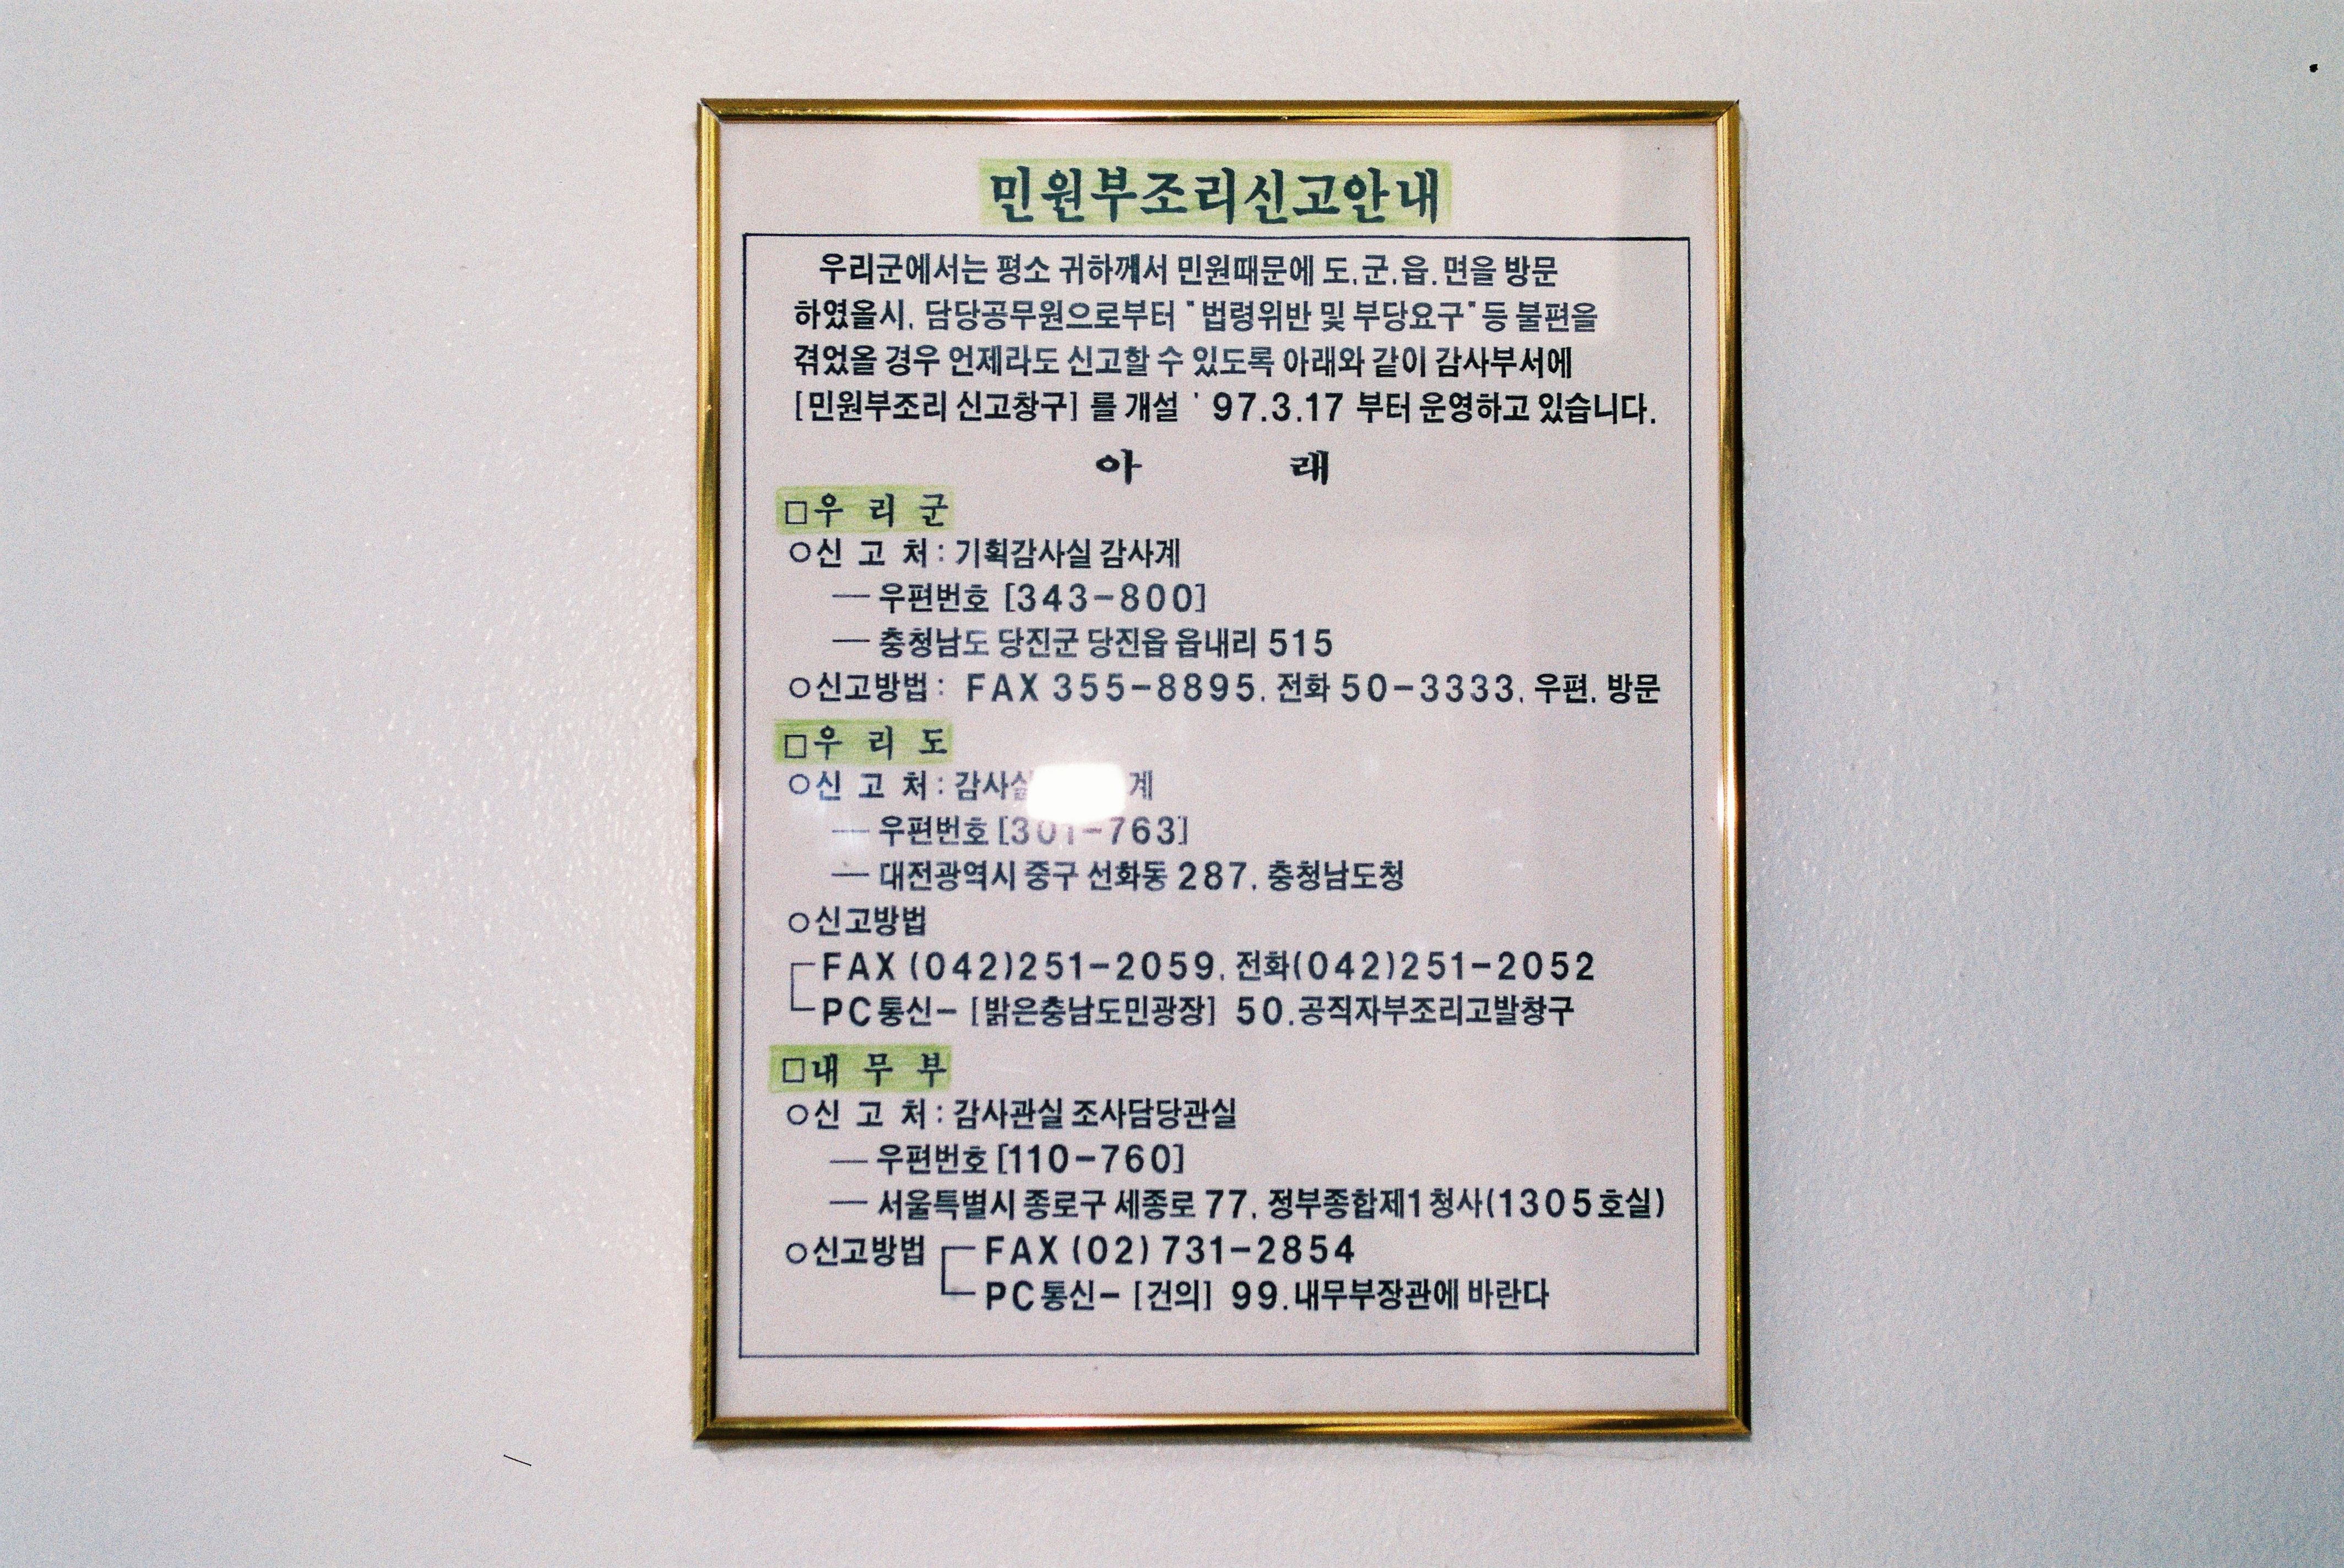 민원부조리신고안내
우리군에서는 평소 귀하께서 민원때문에 도.군.읍.면을 방문
하였을시, 담당공무원으로부터 "법령위반 및 부당요구"등 불편을
겪었을 경우 언제라도 신고할 수 있도록 아래와 같이 감사부서에
[민원부조리 신고창구] 를 개설 ' 97.3.17 부터 운영하고 있습니다.
아 래
□우 리 군
○신 고 처 : 기획감사실 감사계
— 우편번호 [343-800]
— 충청남도 당진군 당진읍 읍내리 515
○신고방법 : FAX 355-8895, 전화 50-3333, 우편, 방문
□우 리 도
○신 고 처 : 감사실 계
— 우편번호 [301-763]
— 대전광역시 중구 선화동 287, 충청남도청
○신고방법
FAX (042)251-2059, 전화(042)251-2052
PC통신- [밝은충남도민광장] 50.공직자부조리고발창구
□내 무 부
○신 고 처 : 감사관실 조사담당관실
— 우편번호 [110-760]
— 서울특별시 종로구 세종로 77, 정부종합제1청사(1305호실)
○신고방법 FAX (02) 731-2854
PC통신- [건의] 99.내무부장관에 바란다